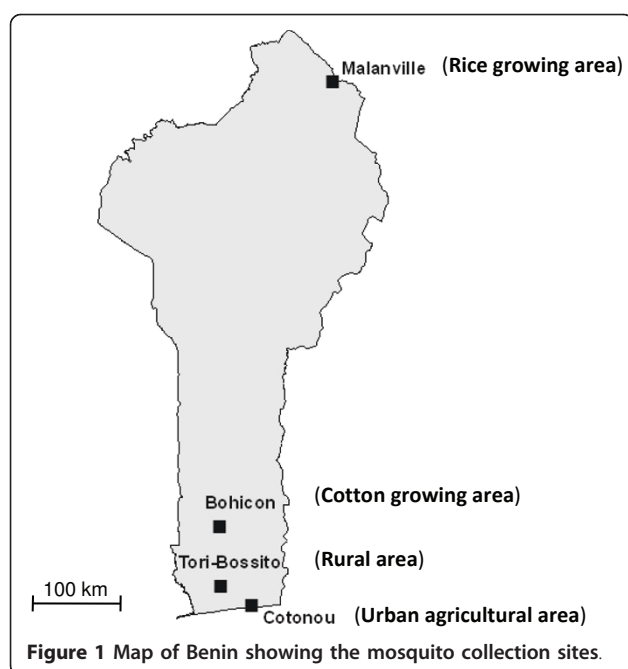 Malanville (Rice growing area)
Bohicon (Cotton growing area)
Tori-Bossito (Rural area)
100 km
Cotonou (Urban agricultural area)
Figure 1 Map of Benin showing the mosquito collection sites.